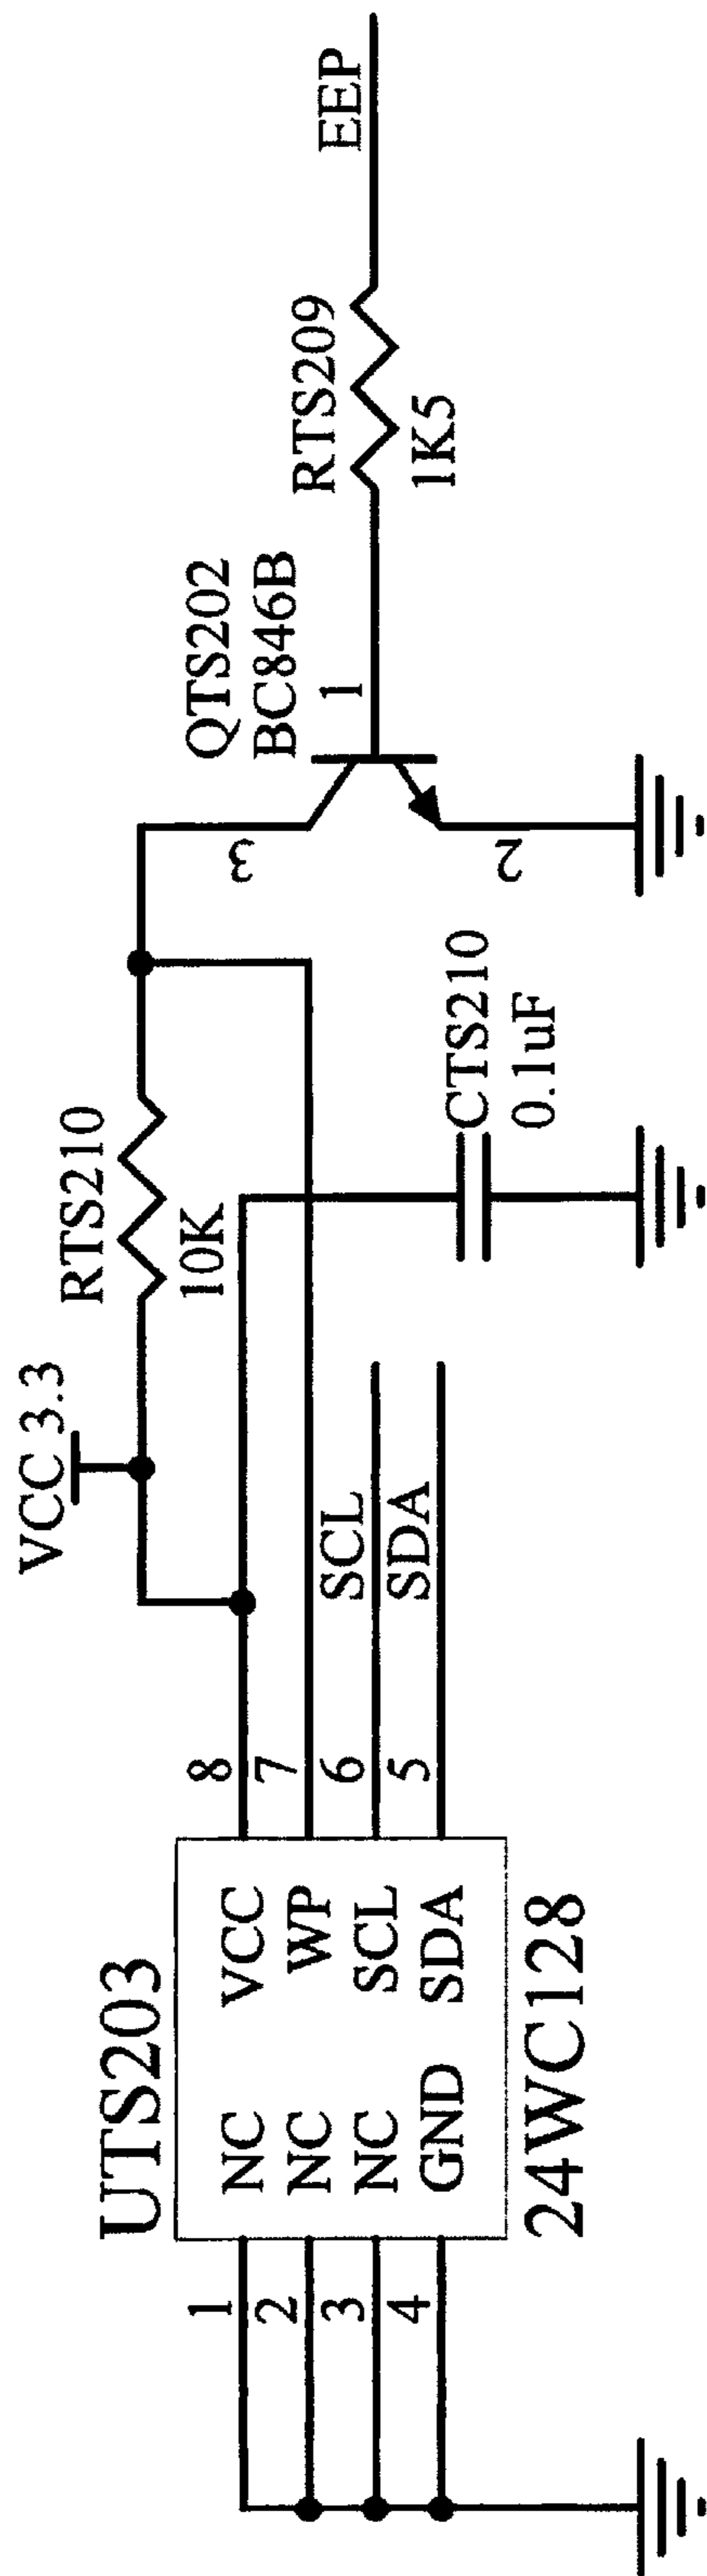 UTS203
1
2
3
4
NC
NC
NC
GND
VCC
WP
SCL
SDA
8
7
6
5
24WC128
SCL
SDA
VCC 3.3
RTS210
10K
CTS210
0.1uF
QTS202
BC846B
3
1
2
RTS209
1K5
EEP